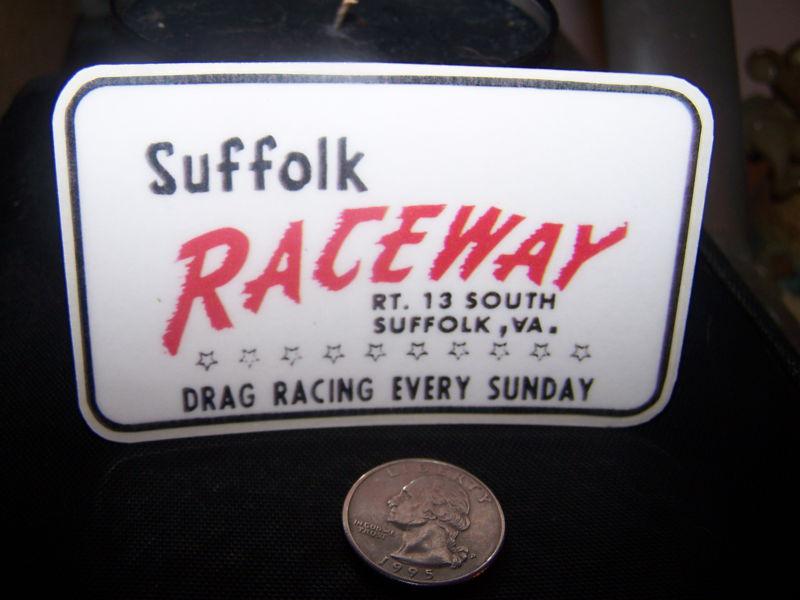 Suffolk
RACEWAY
RT. 13 SOUTH
SUFFOLK, VA.
DRAG RACING EVERY SUNDAY
LIBERTY
IN GOD WE
TRUST
1995